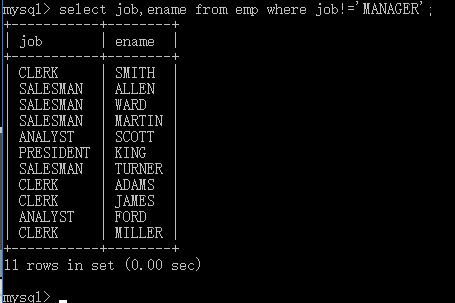 mysql> select job,ename from emp where job!='MANAGER';
+-----------+--------+
| job       | ename  |
+-----------+--------+
| CLERK     | SMITH  |
| SALESMAN  | ALLEN  |
| SALESMAN  | WARD   |
| SALESMAN  | MARTIN |
| ANALYST   | SCOTT  |
| PRESIDENT | KING   |
| SALESMAN  | TURNER |
| CLERK     | ADAMS  |
| CLERK     | JAMES  |
| ANALYST   | FORD   |
| CLERK     | MILLER |
+-----------+--------+
11 rows in set (0.00 sec)
mysql>